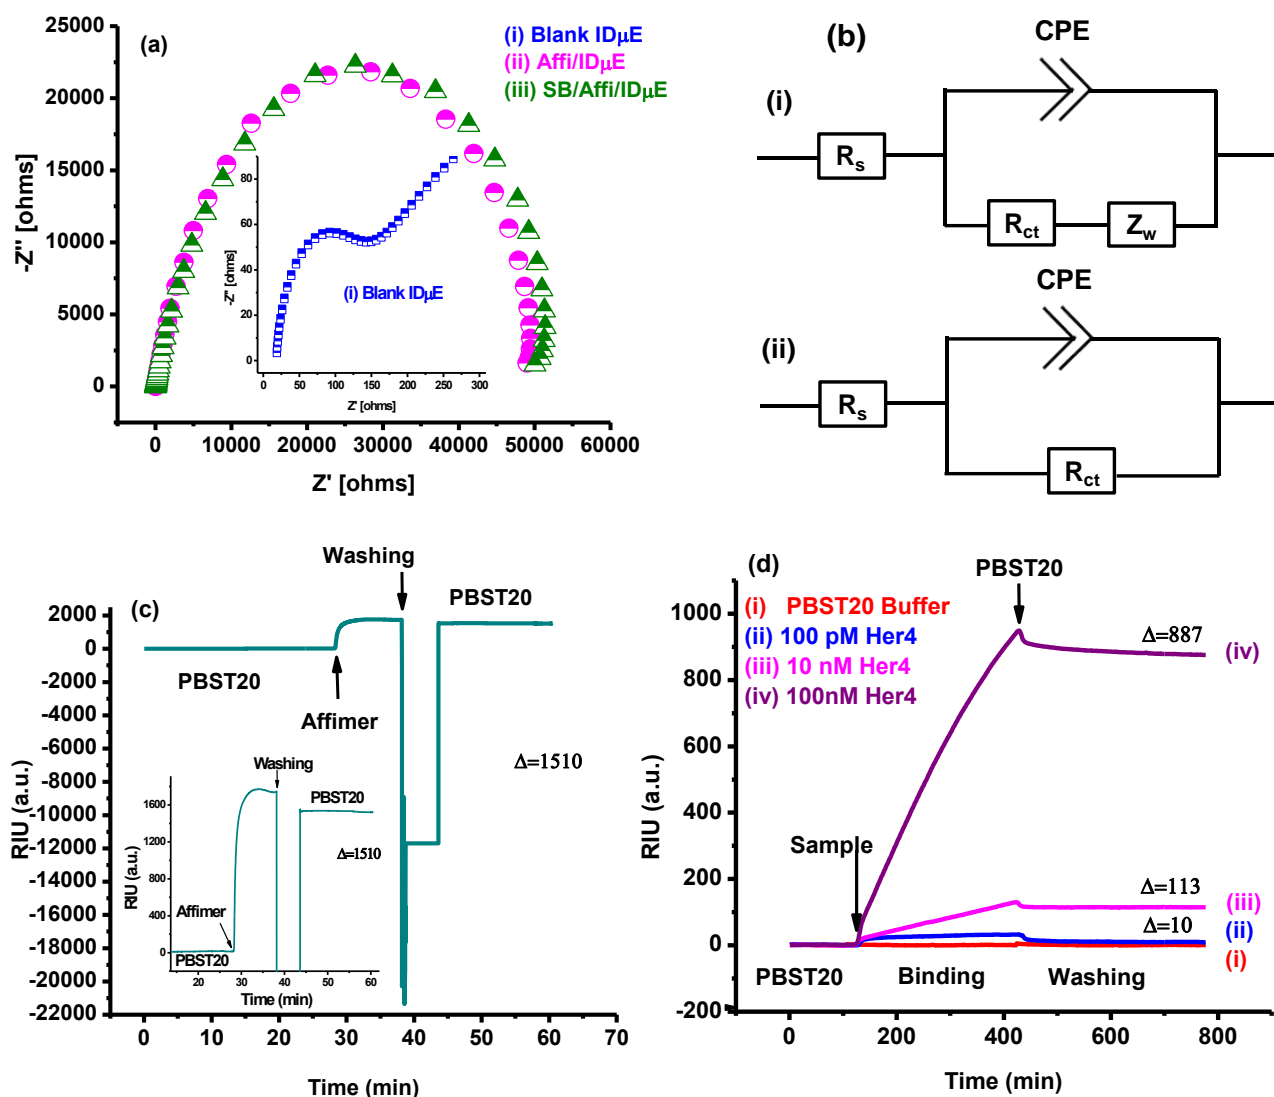 (a)
(i) Blank IDµE
(ii) Affi/IDµE
(iii) SB/Affi/IDµE
25000
20000
15000
10000
5000
0
-Z'' [ohms]
0 10000 20000 30000 40000 50000 60000
Z' [ohms]
80
60
40
20
0
-Z'' [ohms]
(i) Blank IDµE
0 50 100 150 200 250 300
Z' [ohms]
(b)
CPE
(i)
Rs
Rct
Zw
CPE
(ii)
Rs
Rct
(c)
Washing
PBST20
PBST20
Affimer
Δ=1510
2000
0
-2000
-4000
-6000
-8000
-10000
-12000
-14000
-16000
-18000
-20000
-22000
RIU (a.u.)
0 10 20 30 40 50 60 70
Time (min)
Washing
PBST20
Δ=1510
Affimer
PBST20
1600
1200
800
400
0
RIU (a.u.)
20 30 40 50 60
Time (min)
(d)
PBST20
(i) PBST20 Buffer
(ii) 100 pM Her4
(iii) 10 nM Her4
(iv) 100nM Her4
Δ=887
(iv)
Sample
Δ=113
(iii)
Δ=10
(ii)
(i)
PBST20 Binding Washing
1000
800
600
400
200
0
-200
RIU (a.u.)
0 200 400 600 800
Time (min)